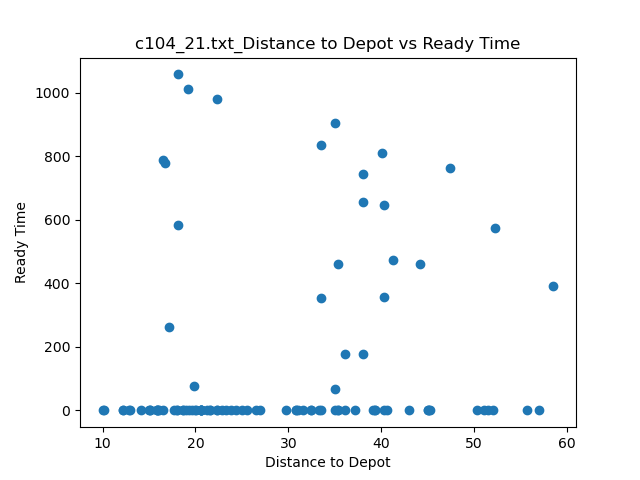 c104_21.txt_Distance to Depot vs Ready Time
1000
800
600
400
200
0
Ready Time
10 20 30 40 50 60
Distance to Depot